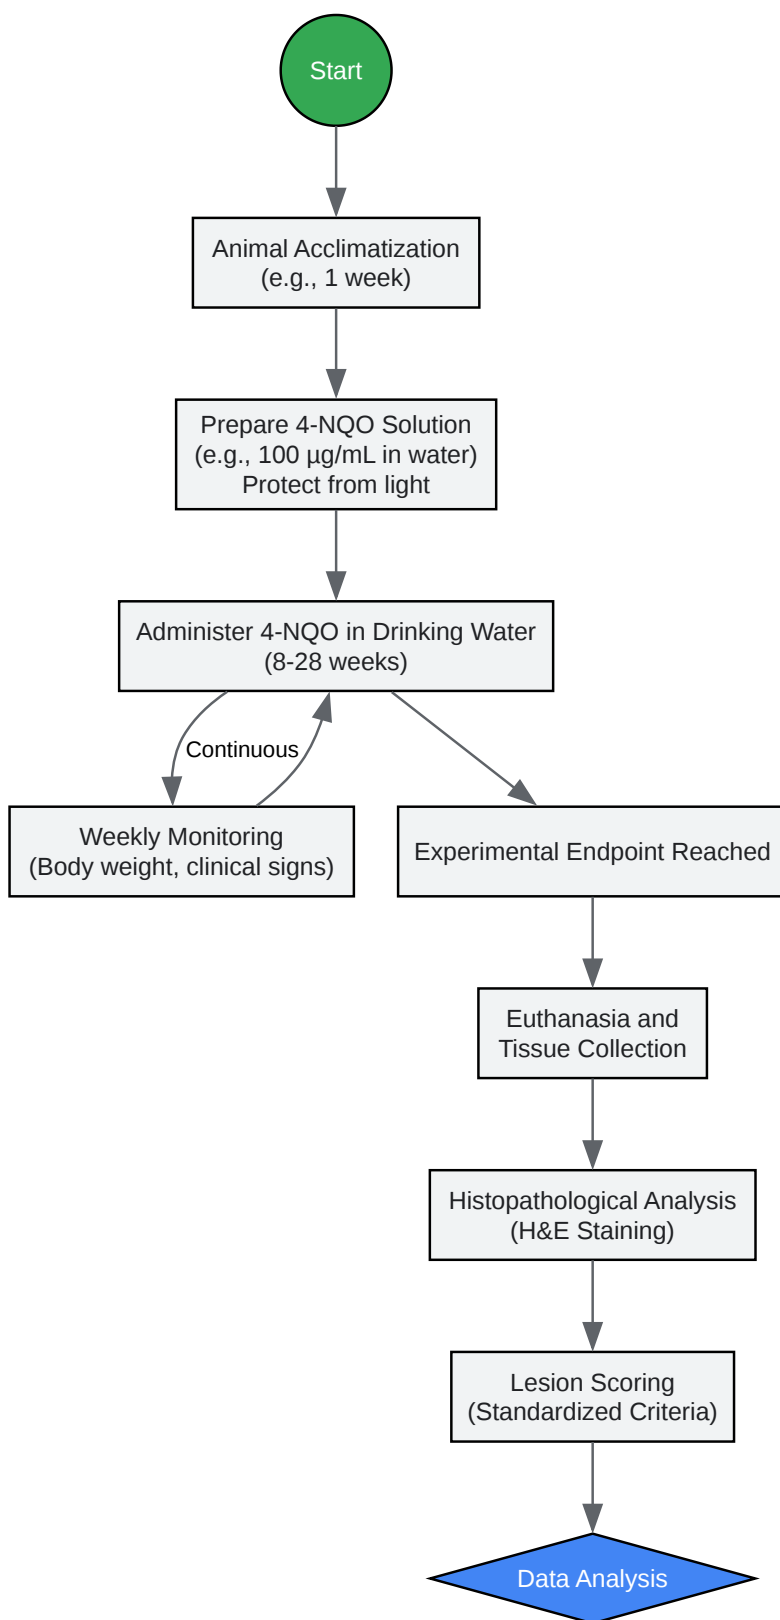 Start
Animal Acclimatization
(e.g., 1 week)
Prepare 4-NQO Solution
(e.g., 100 µg/mL in water)
Protect from light
Administer 4-NQO in Drinking Water
(8-28 weeks)
Continuous
Weekly Monitoring
(Body weight, clinical signs)
Experimental Endpoint Reached
Euthanasia and
Tissue Collection
Histopathological Analysis
(H&E Staining)
Lesion Scoring
(Standardized Criteria)
Data Analysis